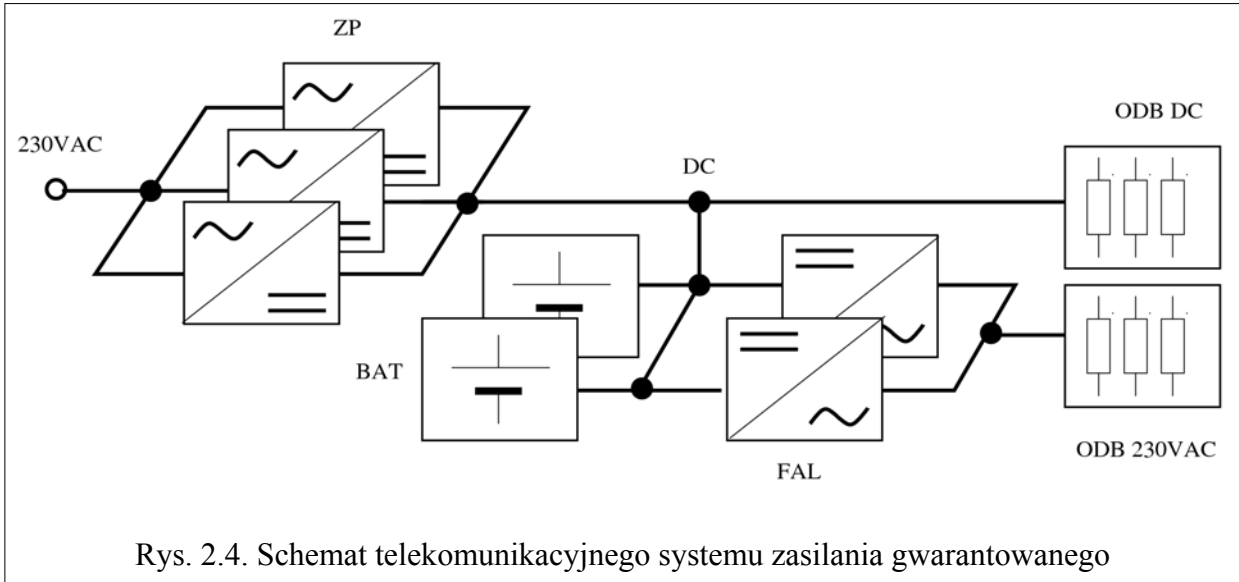 ZP
230VAC
ODB DC
DC
BAT
FAL
ODB 230VAC
Rys. 2.4. Schemat telekomunikacyjnego systemu zasilania gwarantowanego